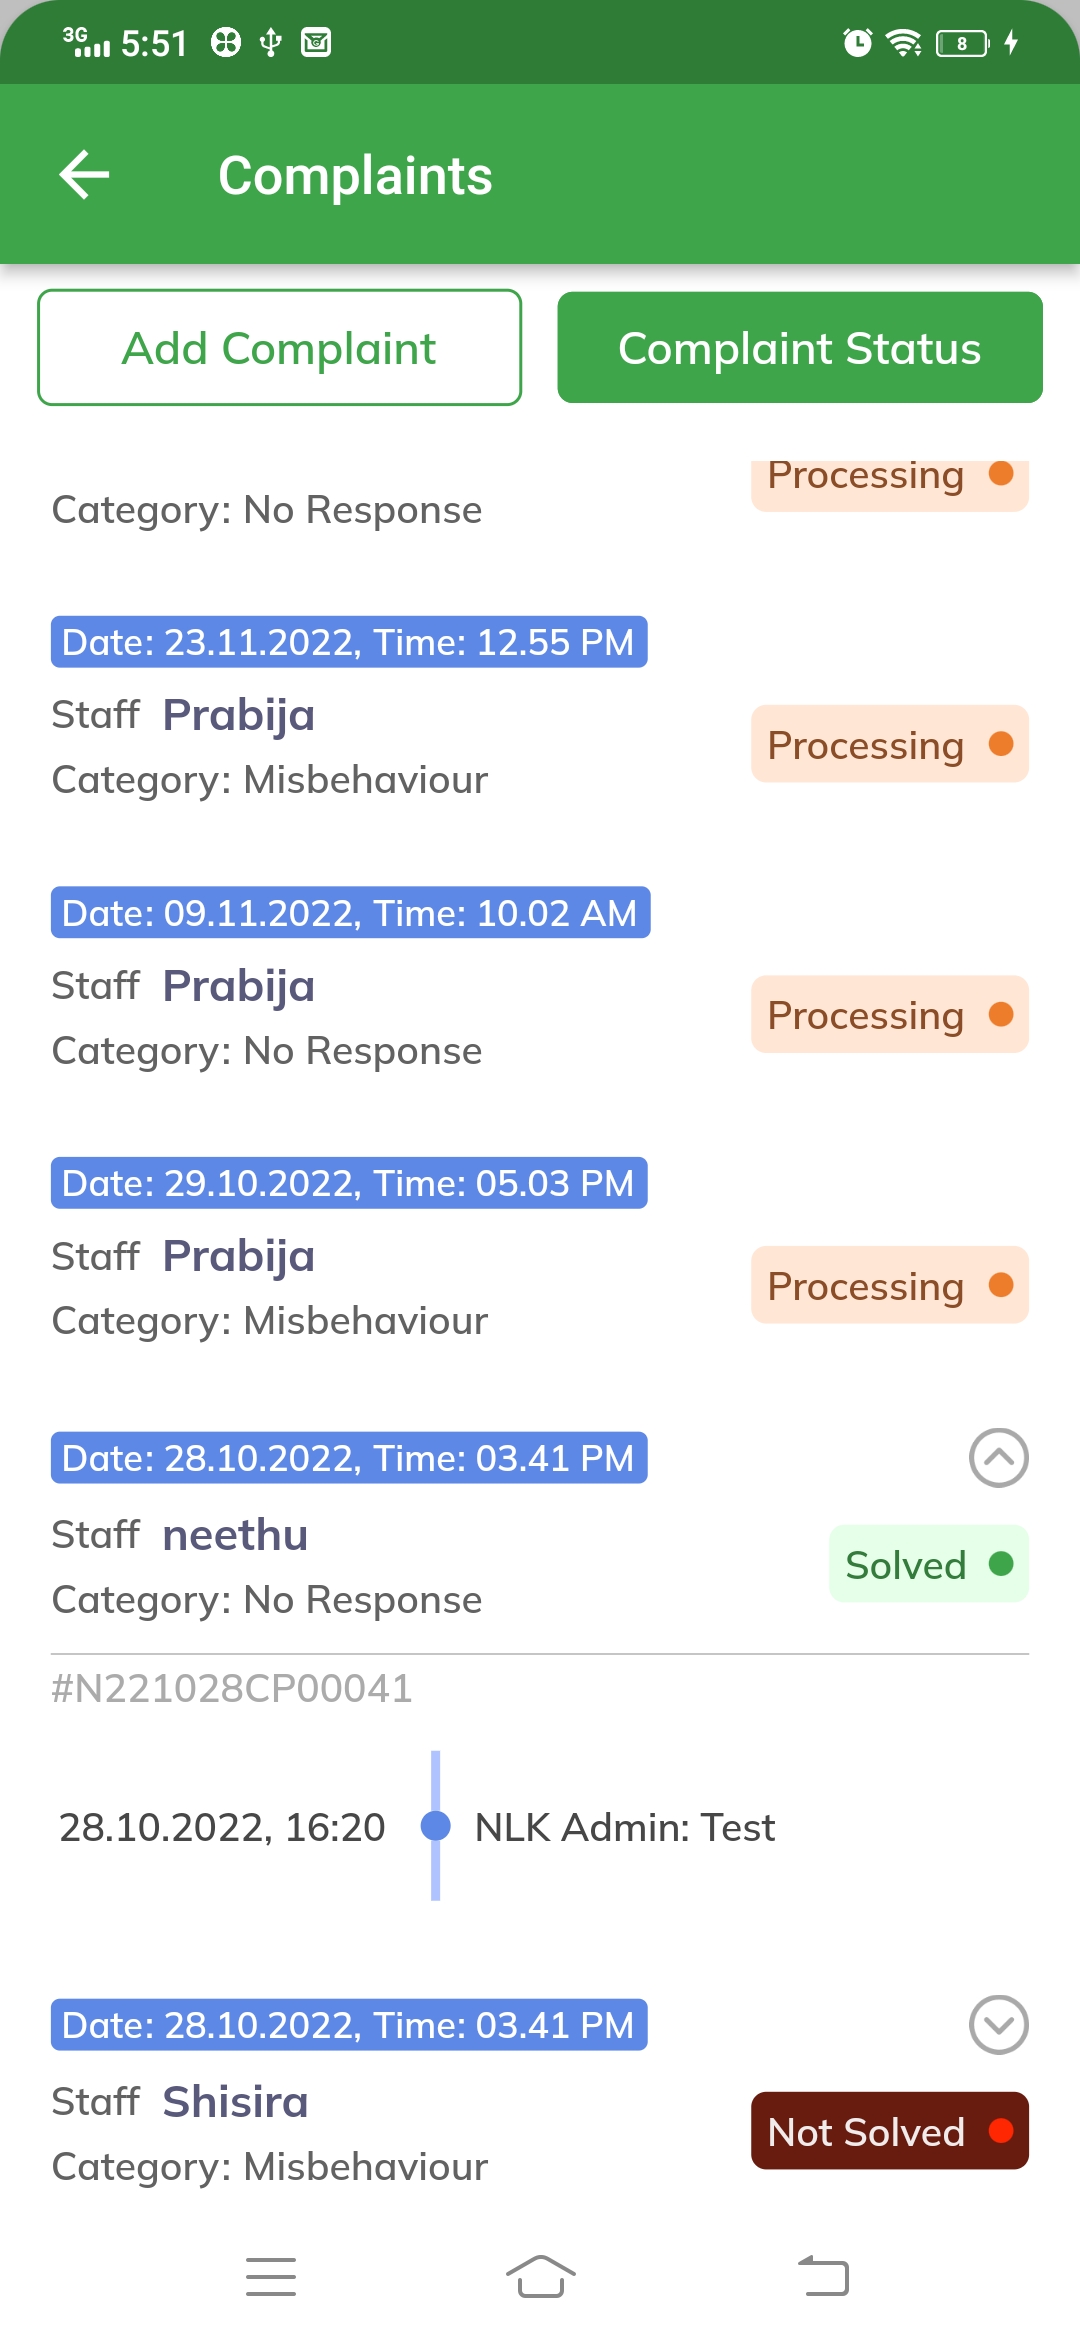 3G 5:51 8
Complaints
Add Complaint Complaint Status
Processing
Category: No Response
Date: 23.11.2022, Time: 12.55 PM
Staff Prabija
Processing
Category: Misbehaviour
Date: 09.11.2022, Time: 10.02 AM
Staff Prabija
Processing
Category: No Response
Date: 29.10.2022, Time: 05.03 PM
Staff Prabija
Processing
Category: Misbehaviour
Date: 28.10.2022, Time: 03.41 PM
Staff neethu
Solved
Category: No Response
#N221028CP00041
28.10.2022, 16:20 NLK Admin: Test
Date: 28.10.2022, Time: 03.41 PM
Staff Shisira
Not Solved
Category: Misbehaviour